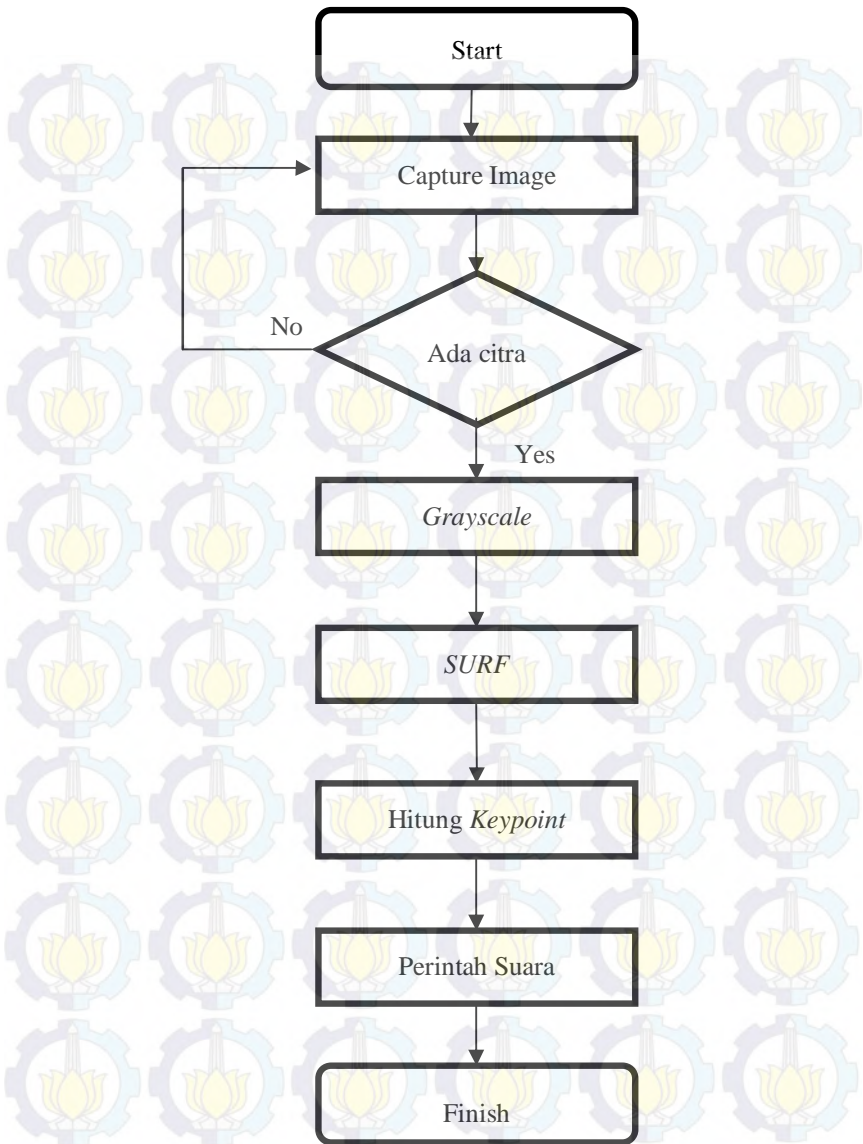 Start
Capture Image
No
Ada citra
Yes
Grayscale
SURF
Hitung Keypoint
Perintah Suara
Finish